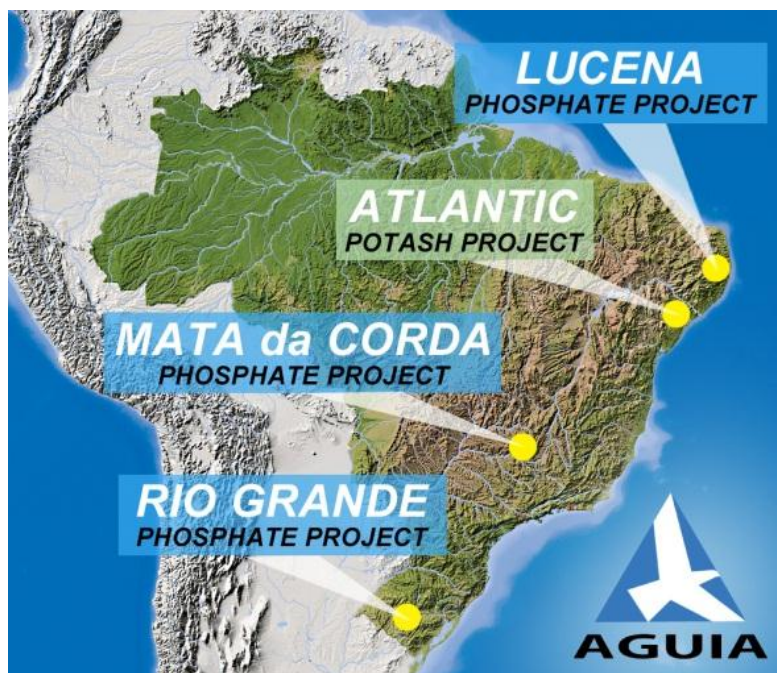 LUCENA
PHOSPHATE PROJECT
ATLANTIC
POTASH PROJECT
MATA da CORDA
PHOSPHATE PROJECT
RIO GRANDE
PHOSPHATE PROJECT
AGUIA